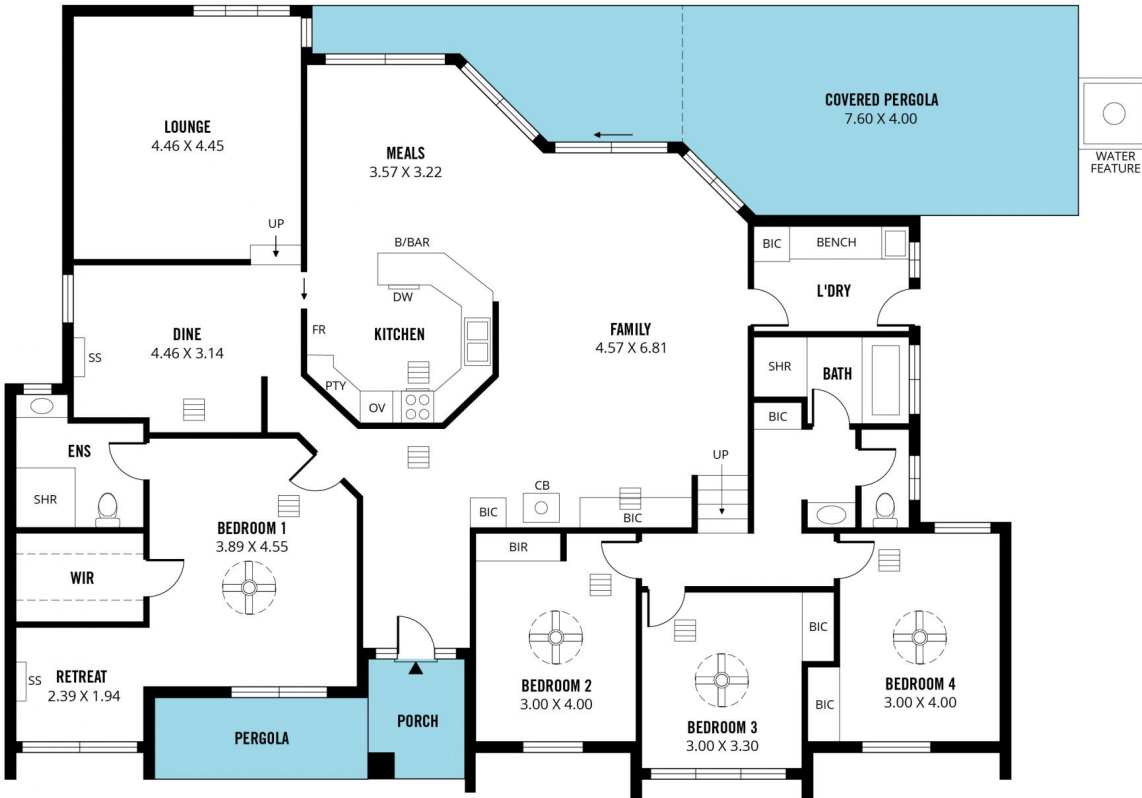 LOUNGE
4.46 X 4.45
MEALS
3.57 X 3.22
COVERED PERGOLA
7.60 X 4.00
WATER
FEATURE
UP
B/BAR
BIC
BENCH
L'DRY
DW
FR
KITCHEN
DINE
4.46 X 3.14
SS
FAMILY
4.57 X 6.81
SHR
BATH
PTY
OV
BIC
ENS
SHR
UP
CB
BIC
BIC
BEDROOM 1
3.89 X 4.55
BIR
WIR
BIC
RETREAT
2.39 X 1.94
SS
BEDROOM 2
3.00 X 4.00
BEDROOM 3
3.00 X 3.30
BIC
BEDROOM 4
3.00 X 4.00
PORCH
PERGOLA